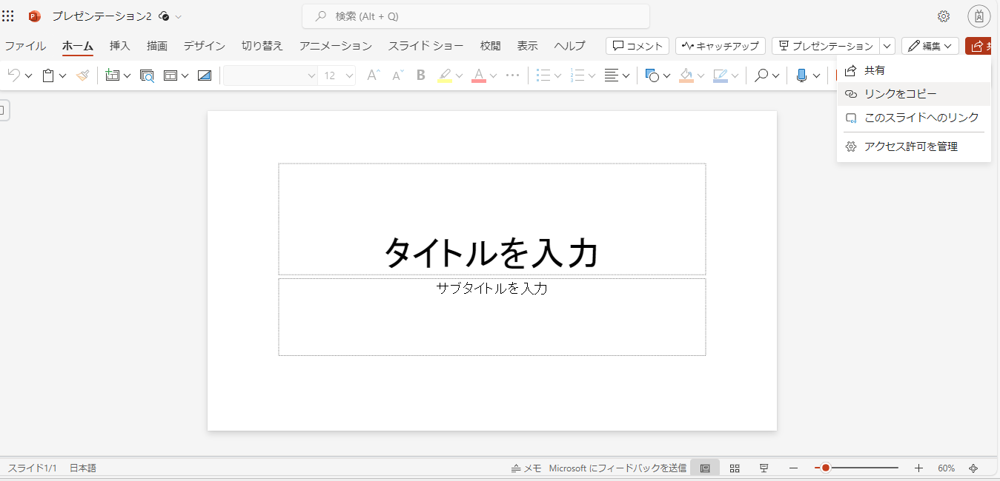 P プレゼンテーション2
検索 (Alt + Q)
ファイル ホーム 挿入 描画 デザイン 切り替え アニメーション スライド ショー 校閲 表示 ヘルプ コメント キャッチアップ プレゼンテーション 編集
12 A A B A
共有
リンクをコピー
このスライドへのリンク
アクセス許可を管理
タイトルを入力
サブタイトルを入力
スライド1/1 日本語 メモ Microsoft にフィードバックを送信 60%